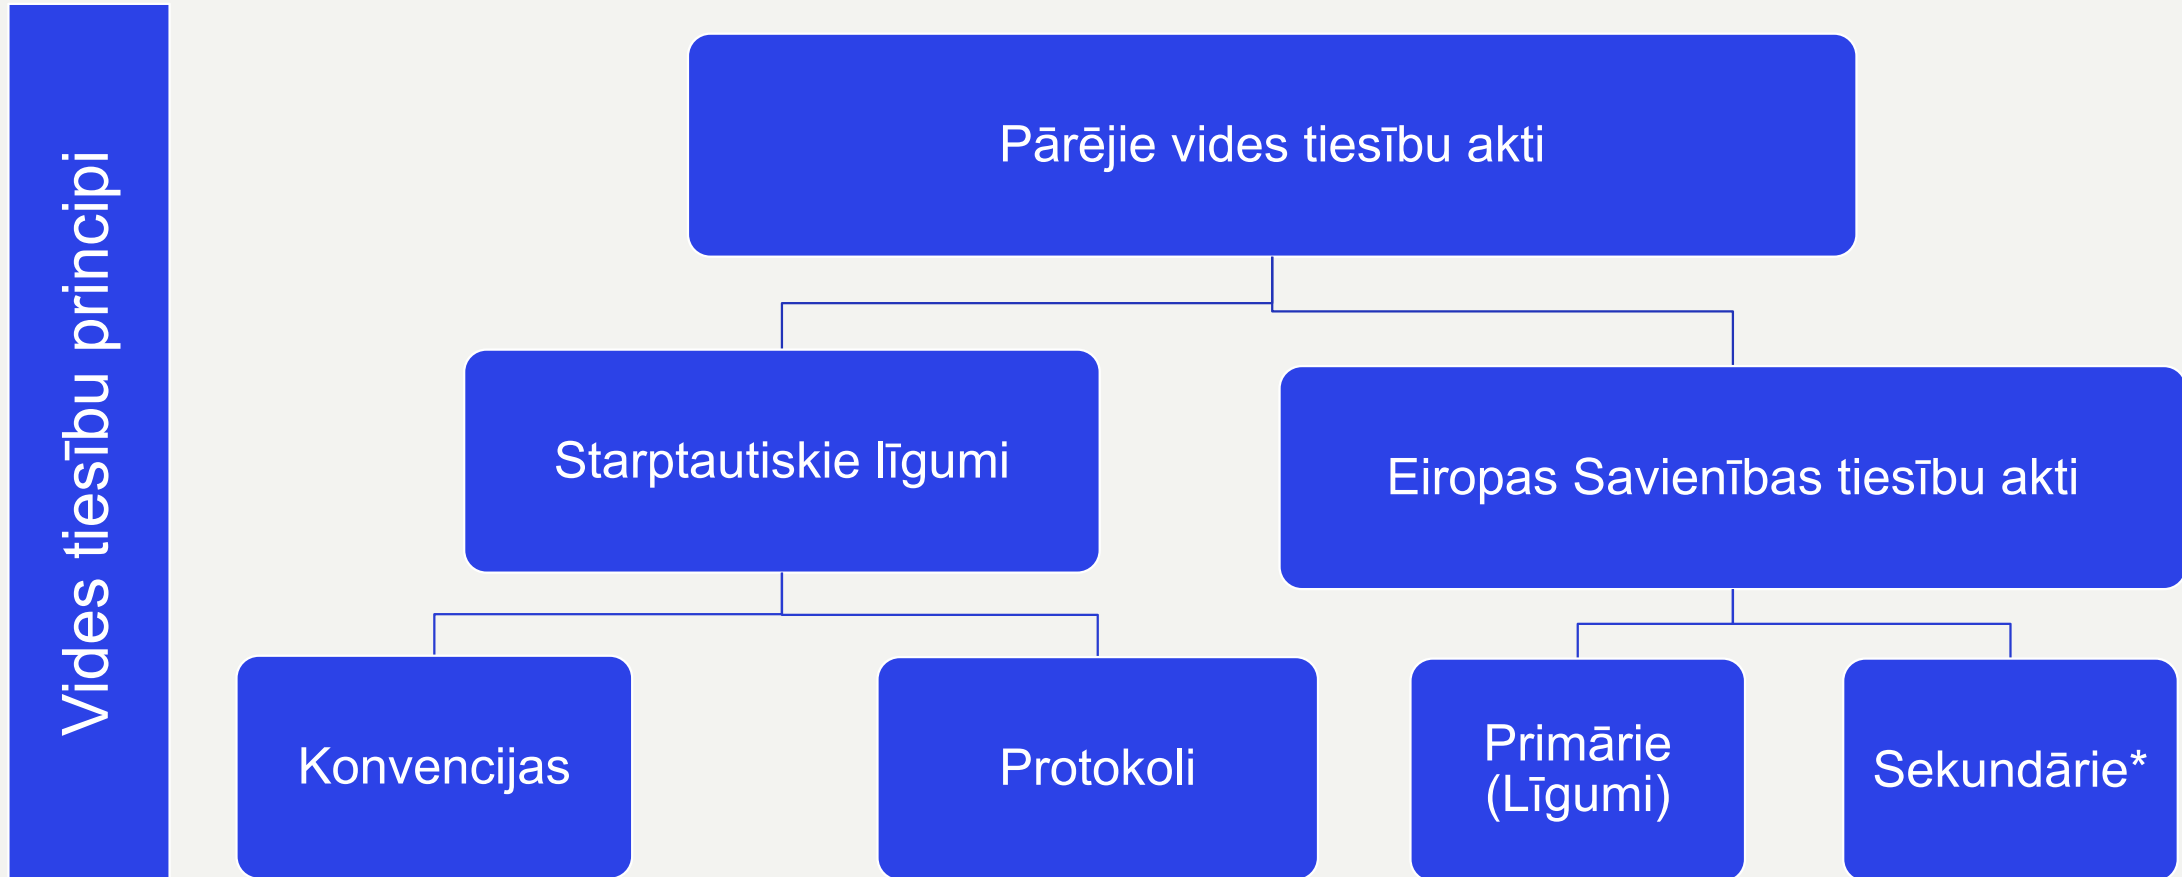 Vides tiesību principi
Pārējie vides tiesību akti
Starptautiskie līgumi
Eiropas Savienības tiesību akti
Konvencijas
Protokoli
Primārie
(Līgumi)
Sekundārie*